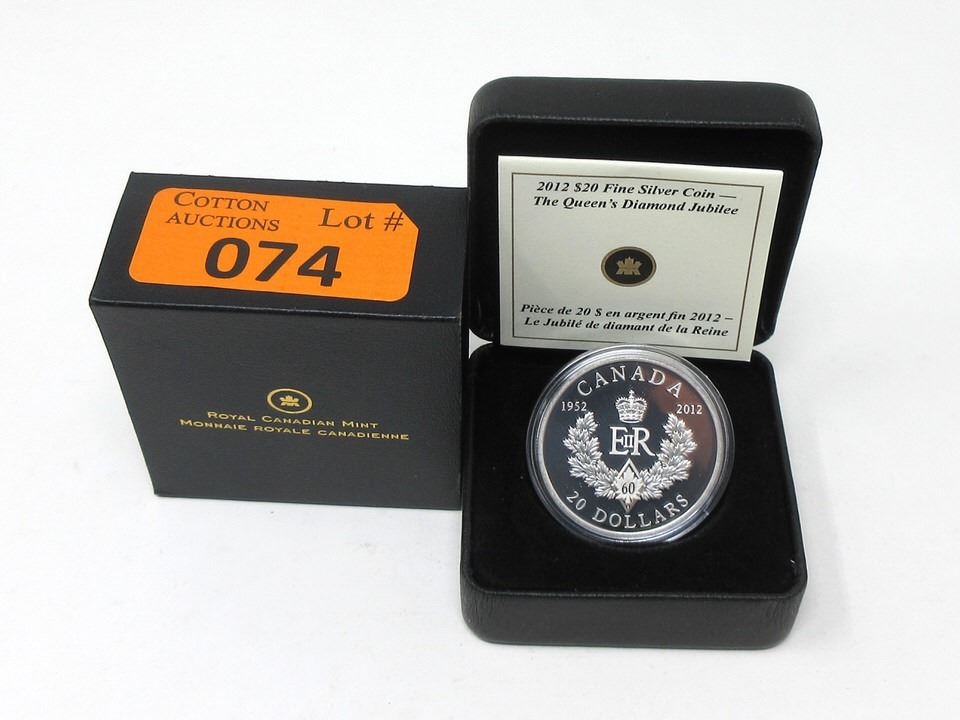 COTTON
AUCTIONS
Lot #
074
ROYAL CANADIAN MINT
MONNAIE ROYALE CANADIENNE
2012 $20 Fine Silver Coin —
The Queen's Diamond Jubilee
Pièce de 20 $ en argent fin 2012 –
Le Jubilé de diamant de la Reine
CANADA
1952 2012
EIIR
60
20 DOLLARS